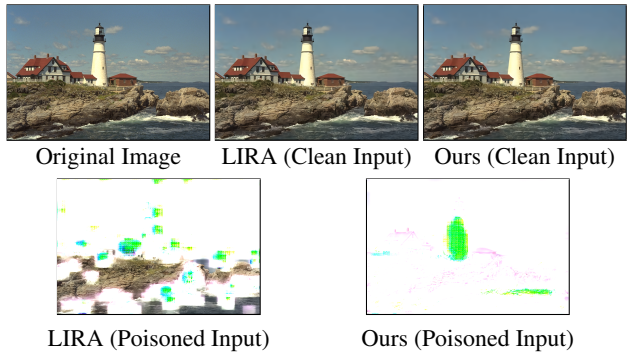 Original Image LIRA (Clean Input) Ours (Clean Input)
LIRA (Poisoned Input) Ours (Poisoned Input)